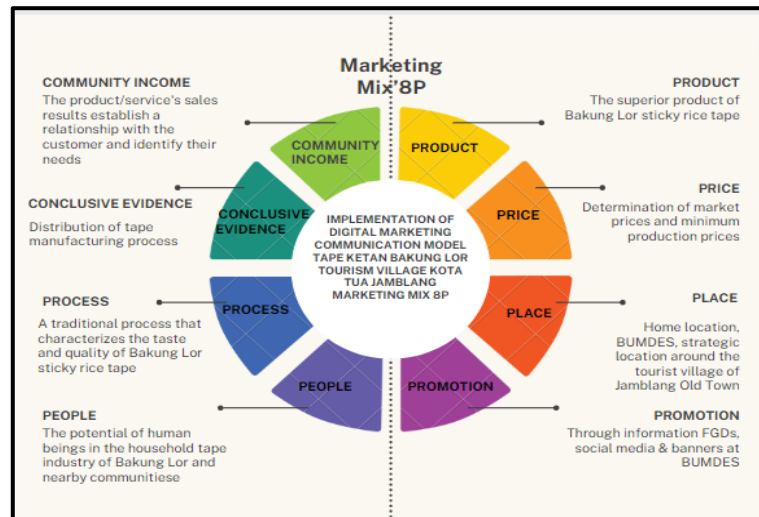 Marketing
Mix'8P
COMMUNITY INCOME
The product/service's sales
results establish a
relationship with the
customer and identify their
needs
CONCLUSIVE EVIDENCE
Distribution of tape
manufacturing process
PROCESS
A traditional process that
characterizes the taste
and quality of Bakung Lor
sticky rice tape
PEOPLE
The potential of human
beings in the household tape
industry of Bakung Lor and
nearby communitiese
COMMUNITY
INCOME
PRODUCT
CONCLUSIVE
EVIDENCE
PRICE
PROCESS
PLACE
PEOPLE
PROMOTION
IMPLEMENTATION OF
DIGITAL MARKETING
COMMUNICATION MODEL
TAPE KETAN BAKUNG LOR
TOURISM VILLAGE KOTA
TUA JAMBLANG
MARKETING MIX 8P
PRODUCT
The superior product of
Bakung Lor sticky rice tape
PRICE
Determination of market
prices and minimum
production prices
PLACE
Home location,
BUMDES, strategic
location around the
tourist village of
Jamblang Old Town
PROMOTION
Through information FGDs,
social media & banners at
BUMDES